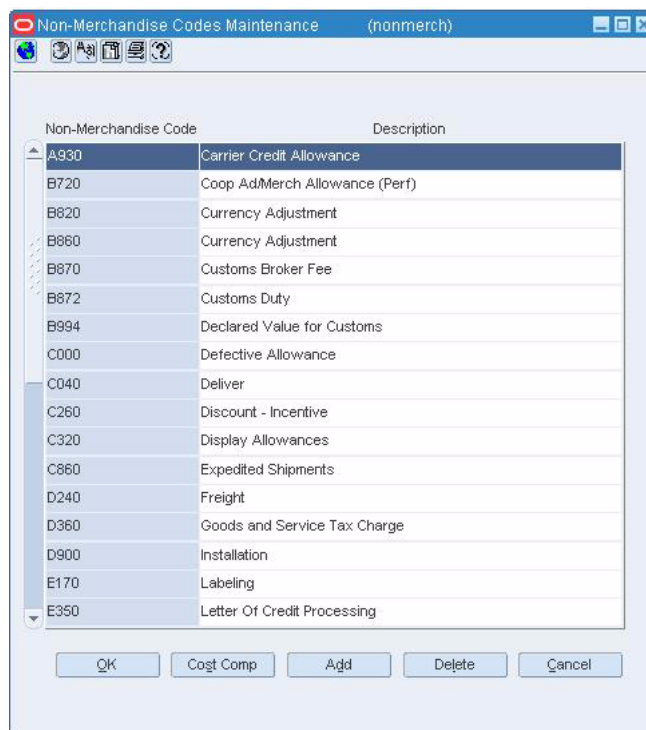 Non-Merchandise Codes Maintenance (nonmerch)
Non-Merchandise Code Description
A930 Carrier Credit Allowance
B720 Coop Ad/Merch Allowance (Perf)
B820 Currency Adjustment
B860 Currency Adjustment
B870 Customs Broker Fee
B872 Customs Duty
B994 Declared Value for Customs
C000 Defective Allowance
C040 Deliver
C260 Discount - Incentive
C320 Display Allowances
C860 Expedited Shipments
D240 Freight
D360 Goods and Service Tax Charge
D900 Installation
E170 Labeling
E350 Letter Of Credit Processing
OK Cost Comp Add Delete Cancel